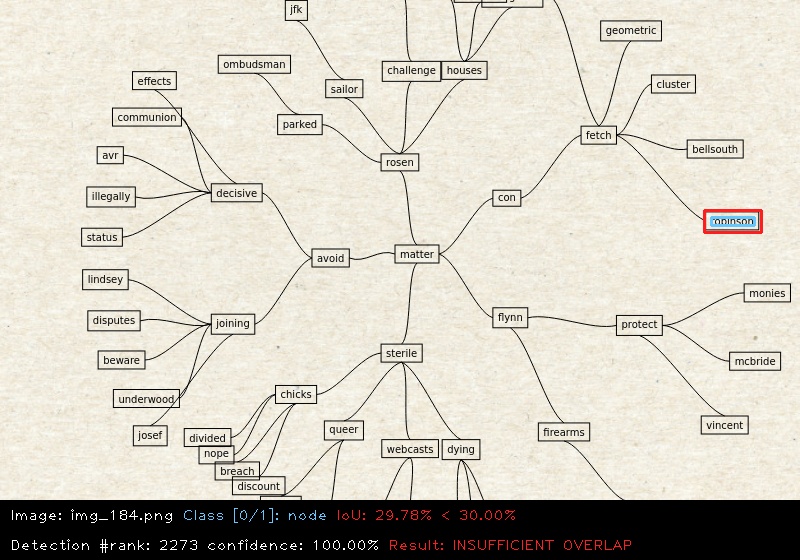 jfk
geometric
ombudsman
challenge houses
effects
sailor
cluster
communion
parked
fetch
bellsouth
avr
rosen
illegally
decisive
con
status
avoid
matter
lindsey
monies
disputes
joining
flynn
protect
beware
sterile
mcbride
underwood
chicks
josef
divided
queer
firearms
vincent
nope
webcasts
dying
breach
discount
Image: img_184.png Class [0/1]: node IoU: 29.78% < 30.00%
Detection #rank: 2273 confidence: 100.00% Result: INSUFFICIENT OVERLAP